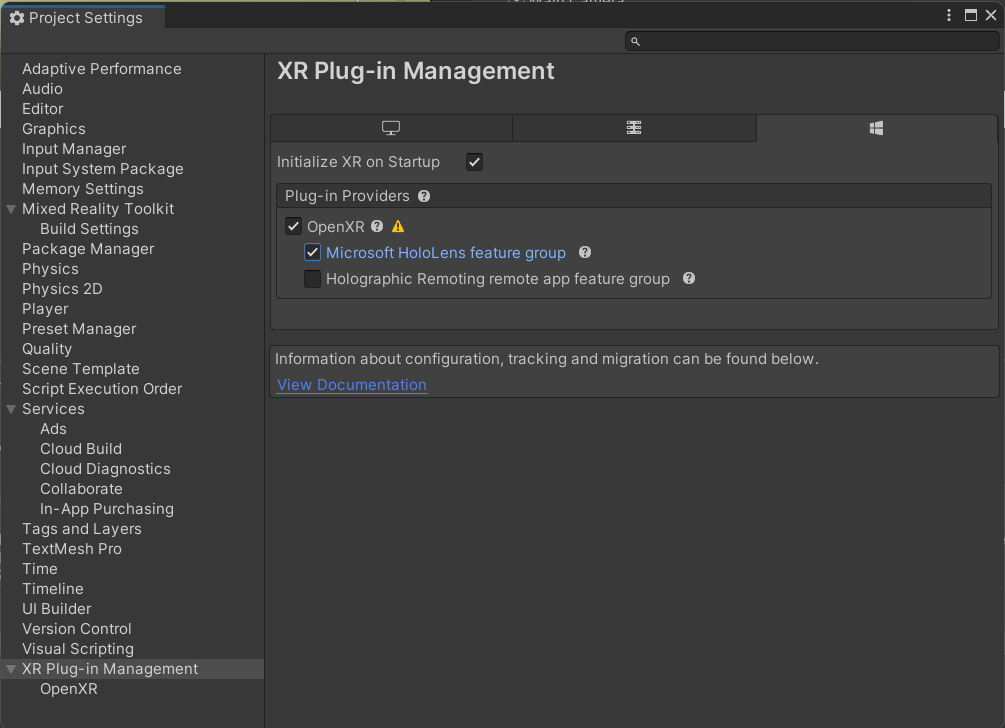 Project Settings
Adaptive Performance
Audio
Editor
Graphics
Input Manager
Input System Package
Memory Settings
Mixed Reality Toolkit
Build Settings
Package Manager
Physics
Physics 2D
Player
Preset Manager
Quality
Scene Template
Script Execution Order
Services
Ads
Cloud Build
Cloud Diagnostics
Collaborate
In-App Purchasing
Tags and Layers
TextMesh Pro
Time
Timeline
UI Builder
Version Control
Visual Scripting
XR Plug-in Management
OpenXR
XR Plug-in Management
Initialize XR on Startup
Plug-in Providers
OpenXR
Microsoft HoloLens feature group
Holographic Remoting remote app feature group
Information about configuration, tracking and migration can be found below.
View Documentation